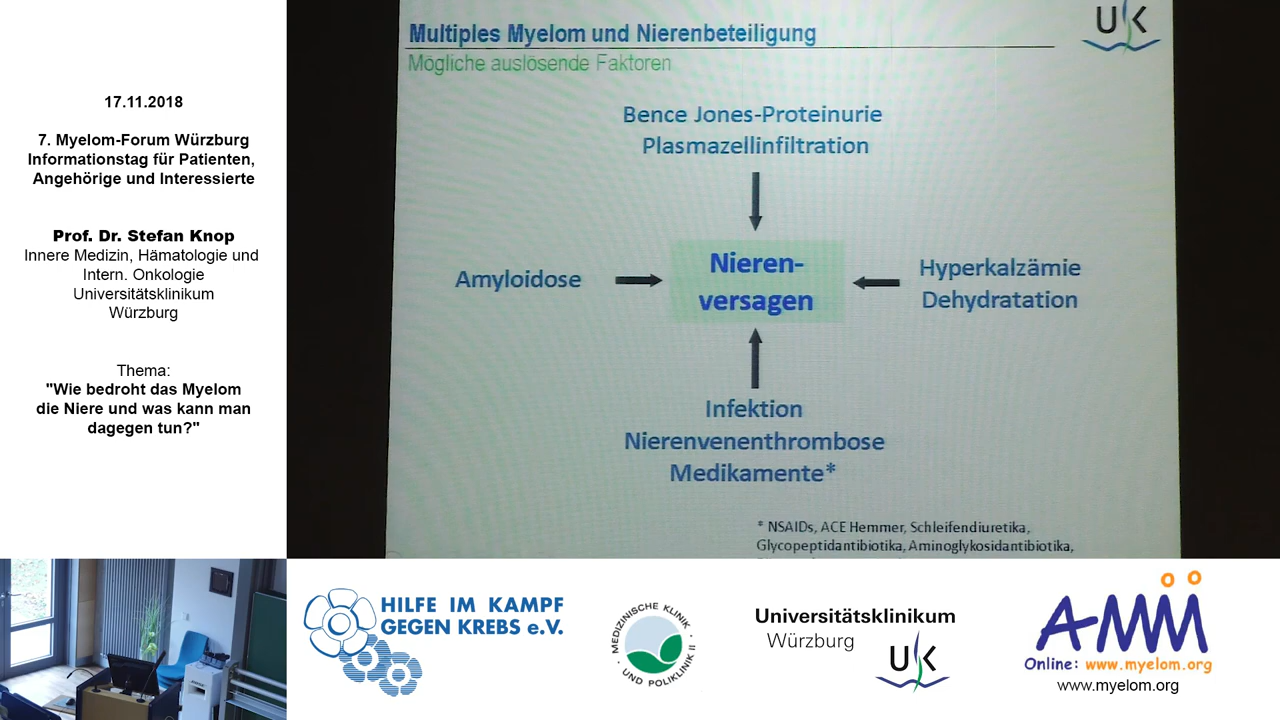 17.11.2018
7. Myelom-Forum Würzburg
Informationstag für Patienten,
Angehörige und Interessierte
Prof. Dr. Stefan Knop
Innere Medizin, Hämatologie und
Intern. Onkologie
Universitätsklinikum
Würzburg
Thema:
"Wie bedroht das Myelom
die Niere und was kann man
dagegen tun?"
Multiples Myelom und Nierenbeteiligung
Mögliche auslösende Faktoren
UK
Bence Jones-Proteinurie
Plasmazellinfiltration
Amyloidose
Nieren-
versagen
Hyperkalzämie
Dehydratation
Infektion
Nierenvenenthrombose
Medikamente*
* NSAIDs, ACE Hemmer, Schleifendiuretika,
Glycopeptidantibiotika, Aminoglykosidantibiotika,
HILFE IM KAMPF
GEGEN KREBS e.V.
MEDIZINISCHE KLINIK
· UND POLIKLINIK II ·
Universitätsklinikum
Würzburg
UK
AMM
Online: www.myelom.org
www.myelom.org